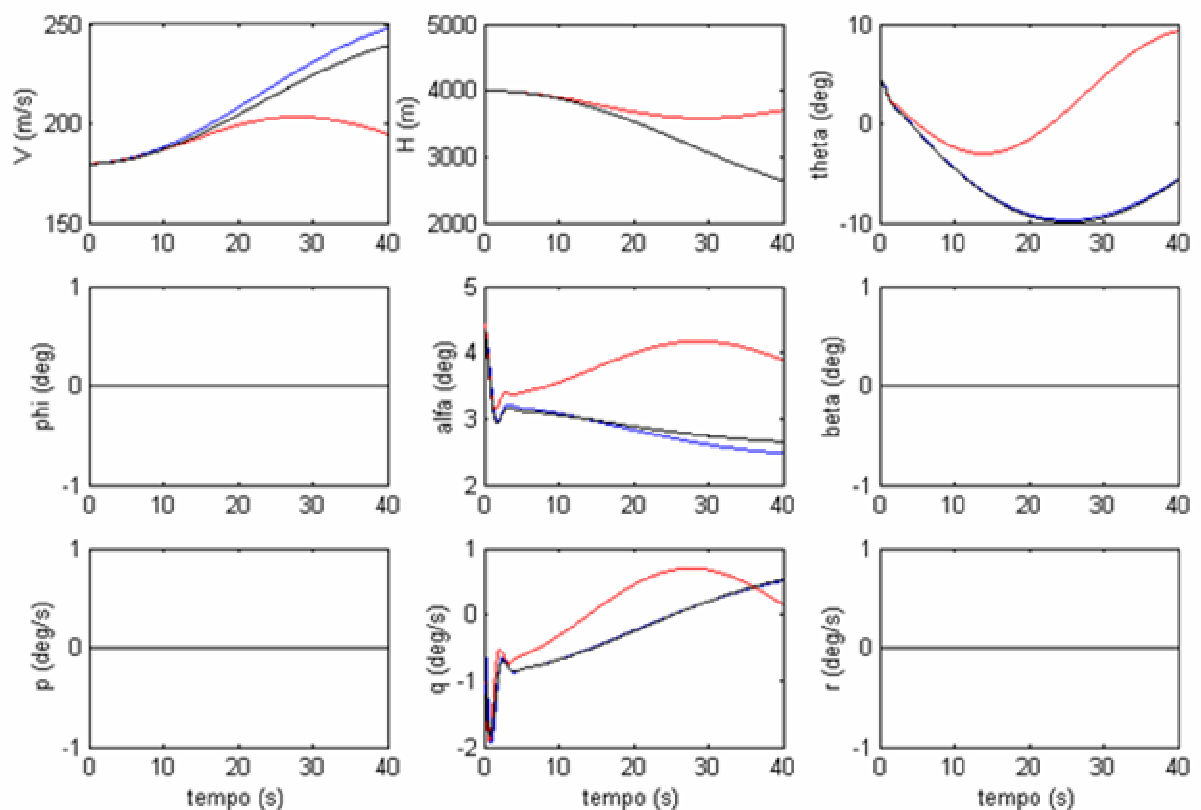 250
200
150
V (m/s)
0 10 20 30 40
5000
4000
3000
2000
H (m)
0 10 20 30 40
10
0
-10
theta (deg)
0 10 20 30 40
1
0
-1
phi (deg)
0 10 20 30 40
5
4
3
2
alfa (deg)
0 10 20 30 40
1
0
-1
beta (deg)
0 10 20 30 40
1
0
-1
p (deg/s)
0 10 20 30 40
tempo (s)
1
0
-1
-2
q (deg/s)
0 10 20 30 40
tempo (s)
1
0
-1
r (deg/s)
0 10 20 30 40
tempo (s)